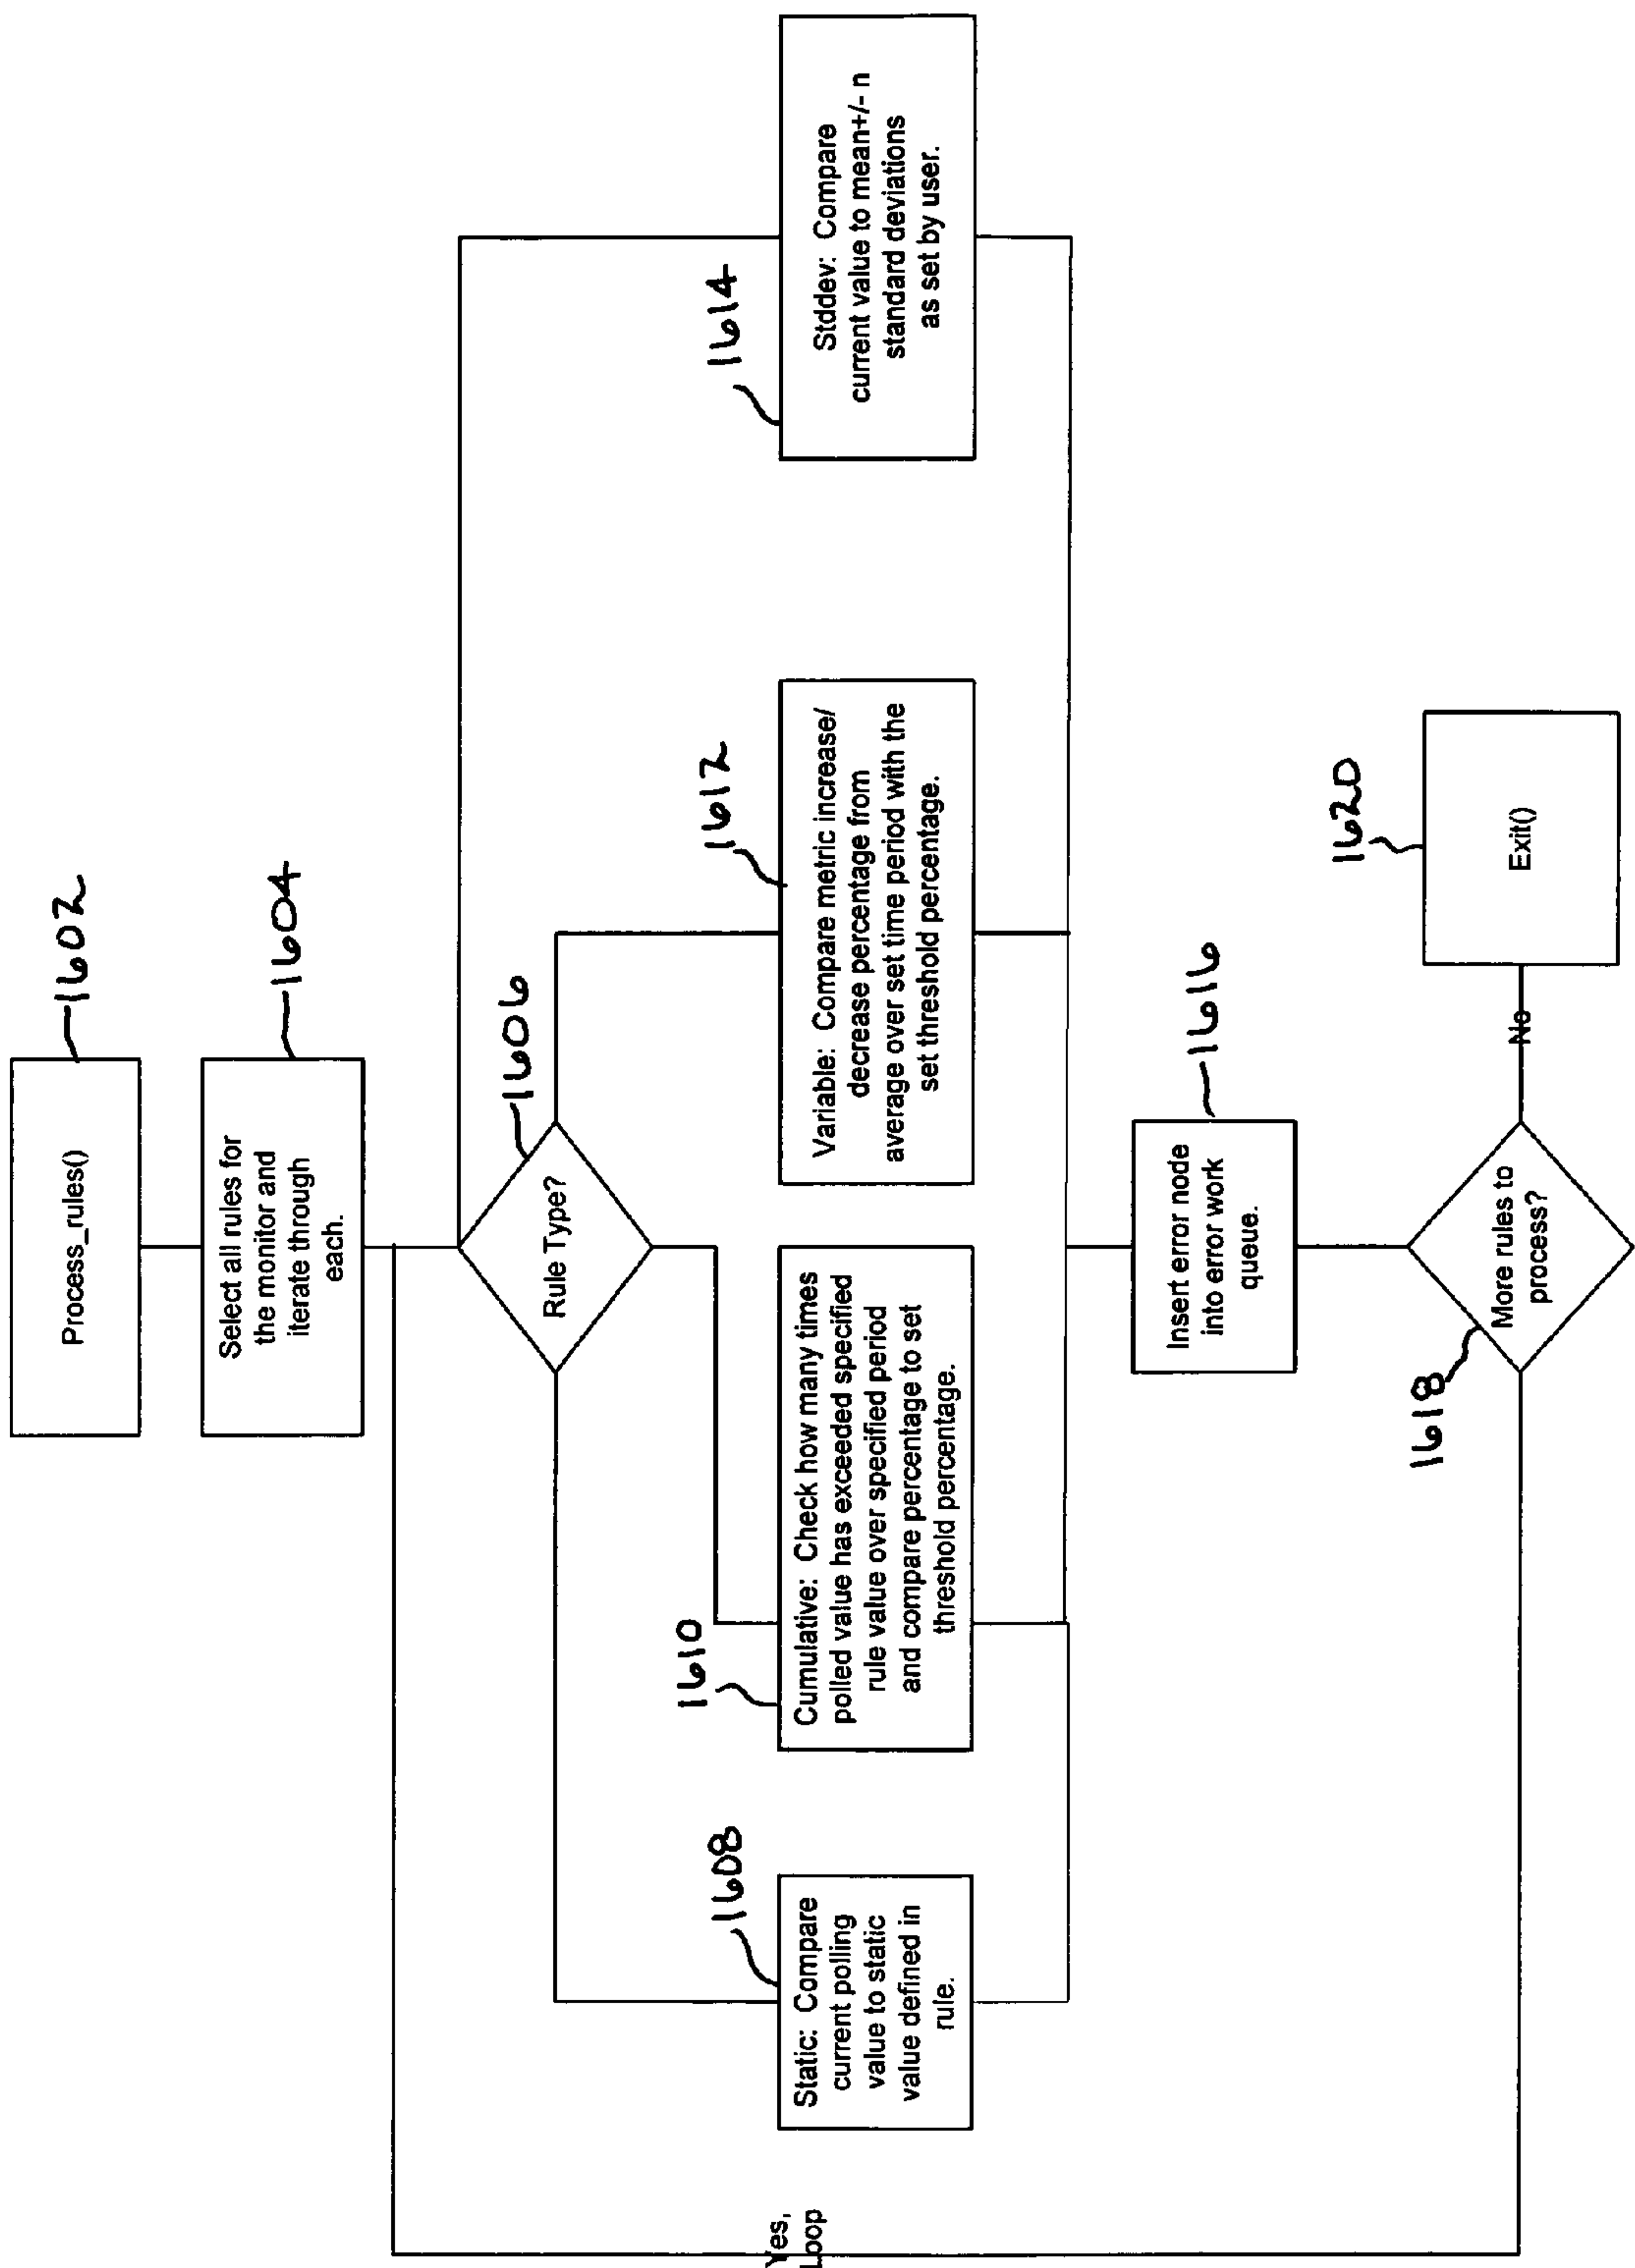 Process_rules()
1602
Select all rules for
the monitor and
iterate through
each.
1604
Rule Type?
1606
Static: Compare
current polling
value to static
value defined in
rule.
1608
Cumulative: Check how many times
polled value has exceeded specified
rule value over specified period
and compare percentage to set
threshold percentage.
1610
Variable: Compare metric increase/
decrease percentage from
average over set time period with the
set threshold percentage.
1612
Stddev: Compare
current value to mean+/- n
standard deviations
as set by user.
1614
Insert error node
into error work
queue.
1616
More rules to
process?
1618
Yes,
Loop
No
Exit()
1620